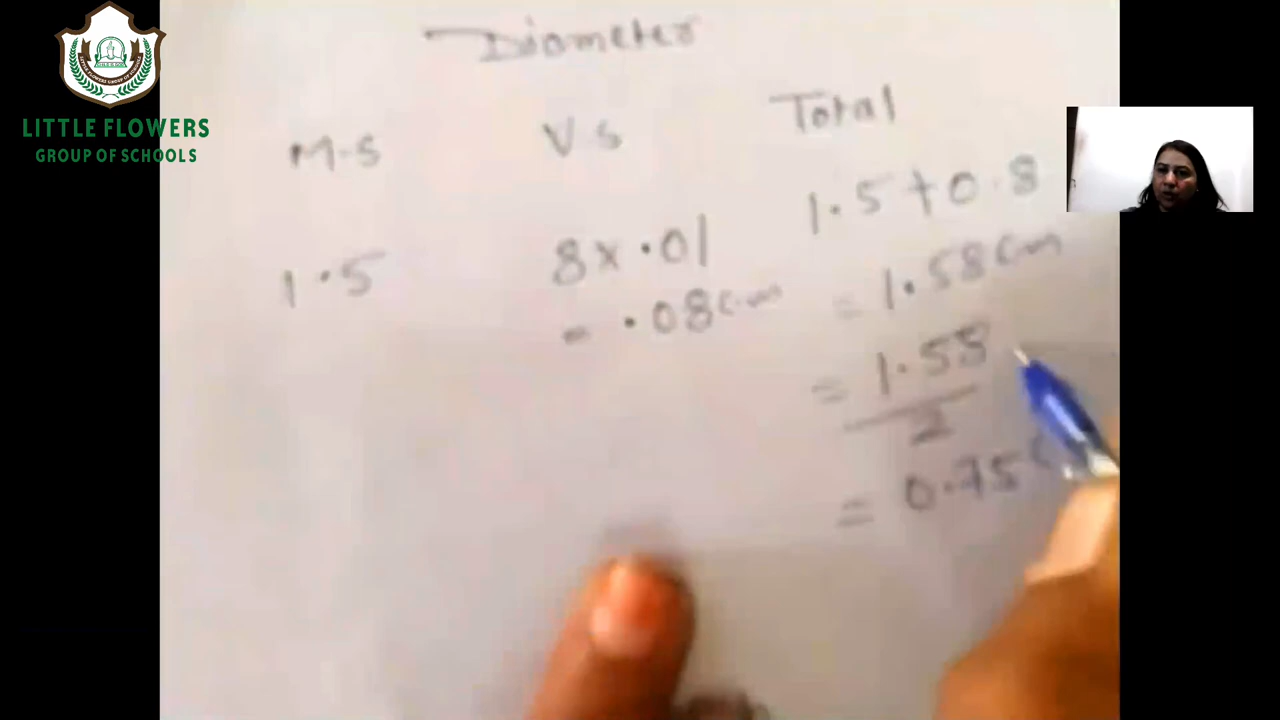 LITTLE FLOWERS
GROUP OF SCHOOLS
Diameter
M.S V.S Total
1.5 8x .01 1.5+0.8
= .08cm = 1.58cm
= 1.58
2
= 0.75